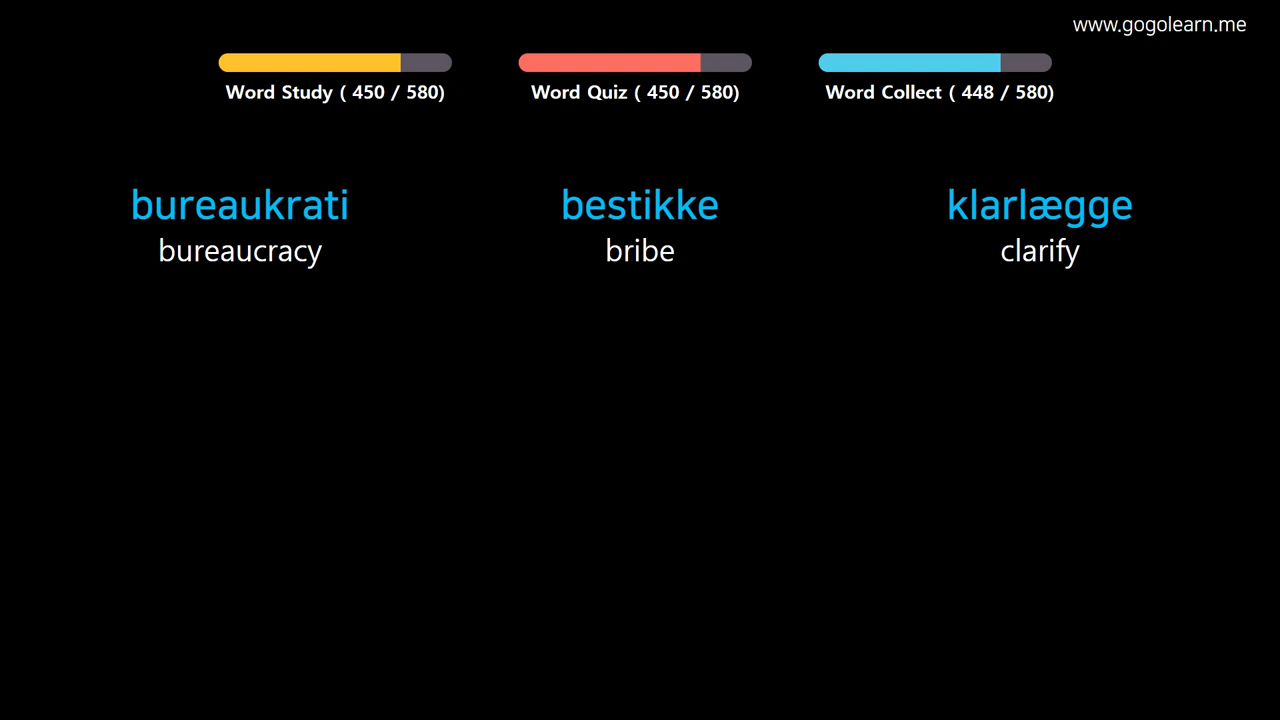 www.gogolearn.me
Word Study ( 450 / 580)
Word Quiz ( 450 / 580)
Word Collect ( 448 / 580)
bureaukrati
bureaucracy
bestikke
bribe
klarlægge
clarify